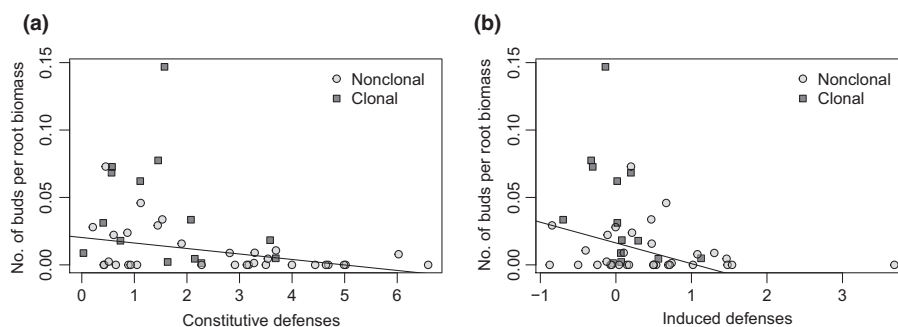 (a)
No. of buds per root biomass
0.00 0.05 0.10 0.15
Nonclonal
Clonal
0 1 2 3 4 5 6
Constitutive defenses
(b)
No. of buds per root biomass
0.00 0.05 0.10 0.15
Nonclonal
Clonal
−1 0 1 2 3
Induced defenses